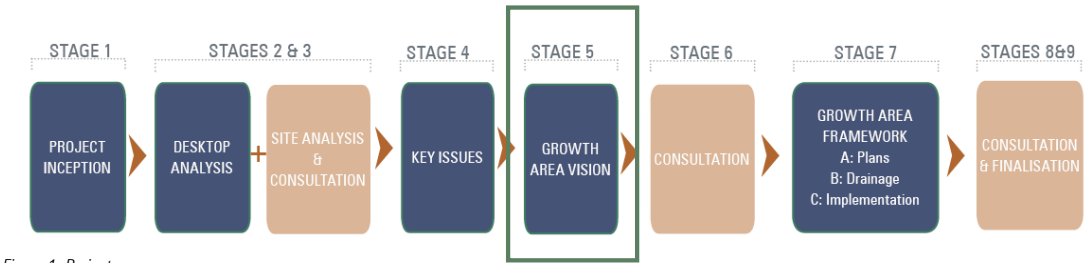 STAGE 1
STAGES 2 & 3
STAGE 4
STAGE 5
STAGE 6
STAGE 7
STAGES 8&9
PROJECT
INCEPTION
DESKTOP
ANALYSIS
+
SITE ANALYSIS
&
CONSULTATION
KEY ISSUES
GROWTH
AREA VISION
CONSULTATION
GROWTH AREA
FRAMEWORK
A: Plans
B: Drainage
C: Implementation
CONSULTATION
& FINALISATION